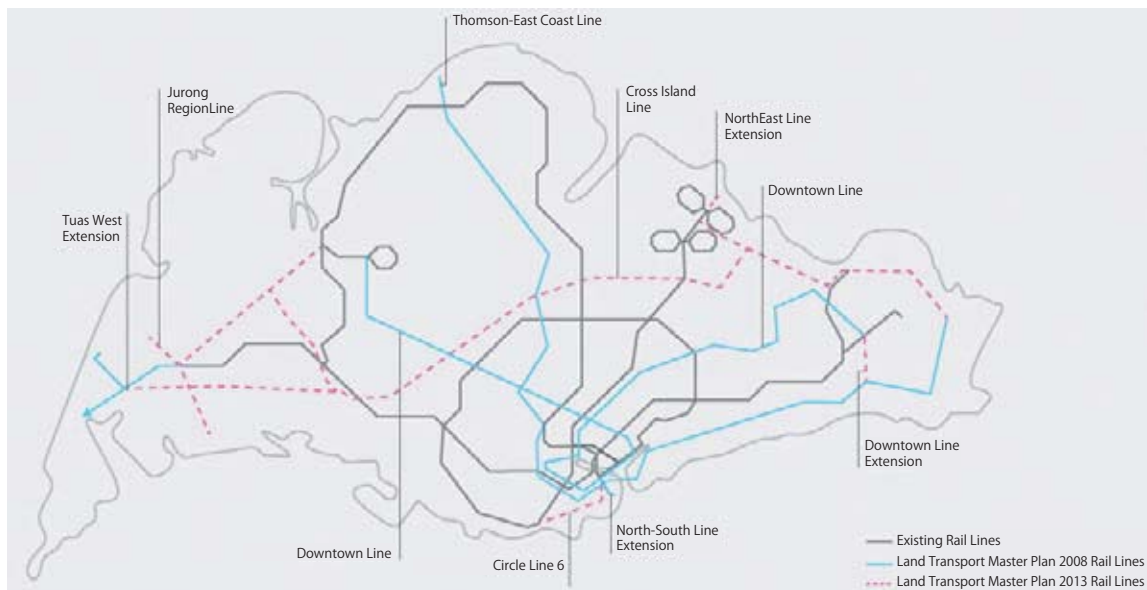 Thomson-East Coast Line
Jurong
RegionLine
Cross Island
Line
NorthEast Line
Extension
Downtown Line
Tuas West
Extension
Downtown Line
Extension
North-South Line
Extension
Downtown Line
Circle Line 6
Existing Rail Lines
Land Transport Master Plan 2008 Rail Lines
Land Transport Master Plan 2013 Rail Lines